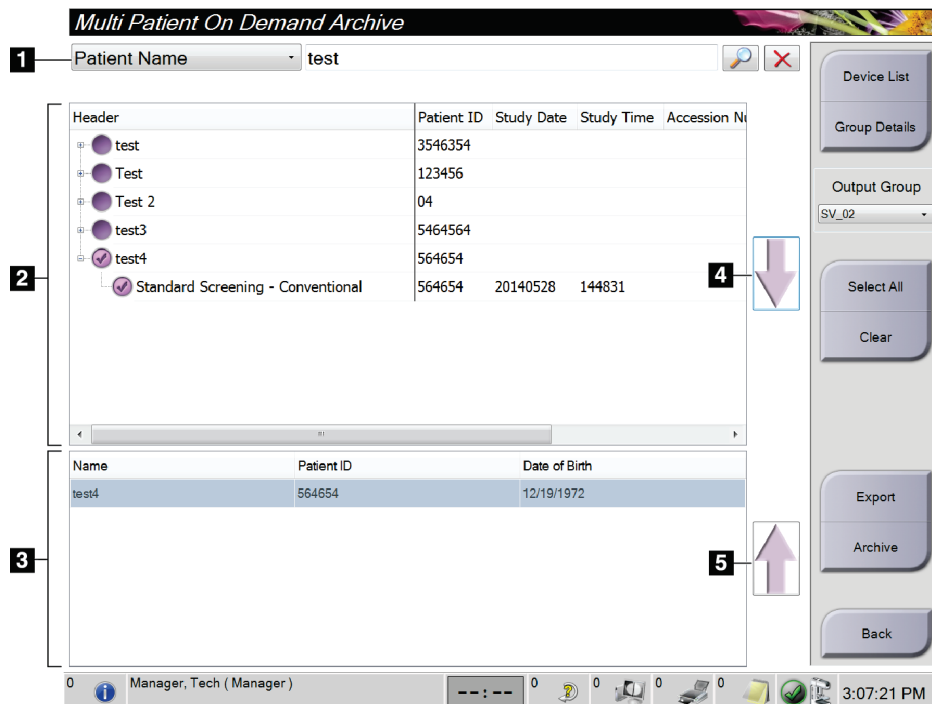 Multi Patient On Demand Archive
1
Patient Name test
Device List
Group Details
Output Group
SV_02
Select All
Clear
Export
Archive
Back
2
Header Patient ID Study Date Study Time Accession Nu
test 3546354
Test 123456
Test 2 04
test3 5464564
test4 564654
Standard Screening - Conventional 564654 20140528 144831
4
3
Name Patient ID Date of Birth
test4 564654 12/19/1972
5
0 Manager, Tech ( Manager ) --:-- 0 0 0 0 3:07:21 PM